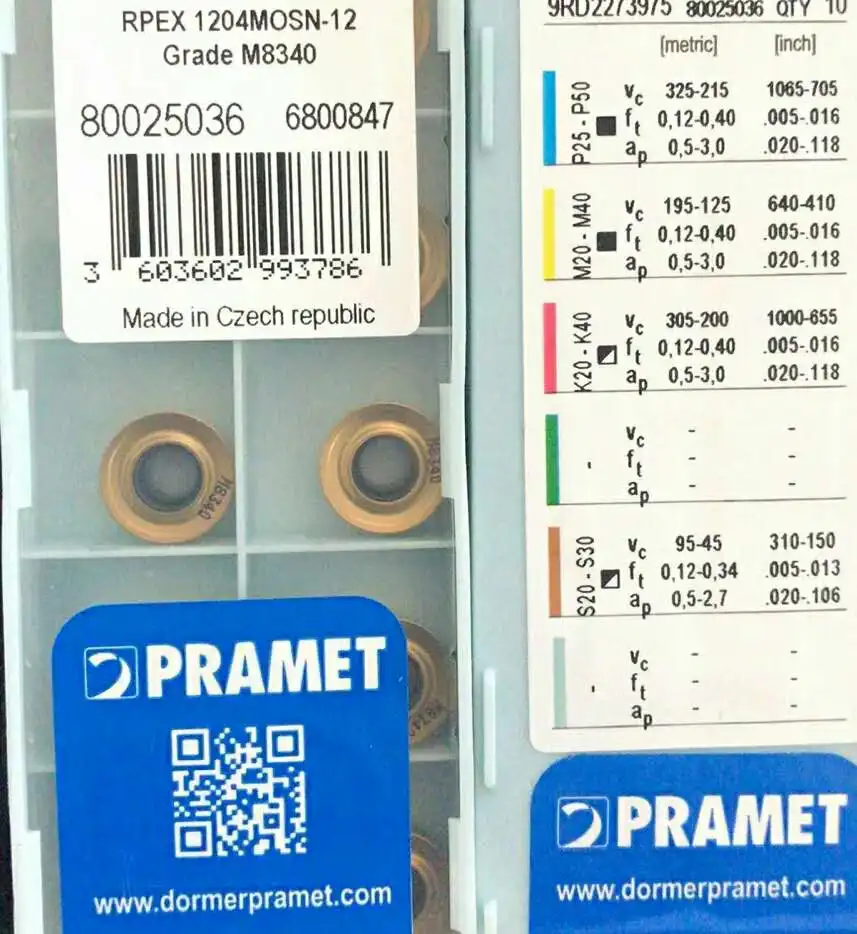 RPEX 1204MOSN-12
Grade M8340
80025036 6800847
3 603602 993786
Made in Czech republic
M8340
M8340
M8340
PRAMET
www.dormerpramet.com
9RD2273975 80025036 QTY 10
[metric] [inch]
P25 - P50
vc 325-215 1065-705
ft 0,12-0,40 .005-.016
ap 0,5-3,0 .020-.118
M20 - M40
vc 195-125 640-410
ft 0,12-0,40 .005-.016
ap 0,5-3,0 .020-.118
K20 - K40
vc 305-200 1000-655
ft 0,12-0,40 .005-.016
ap 0,5-3,0 .020-.118
vc - -
ft - -
ap - -
S20 - S30
vc 95-45 310-150
ft 0,12-0,34 .005-.013
ap 0,5-2,7 .020-.106
vc - -
ft - -
ap - -
PRAMET
www.dormerpramet.com